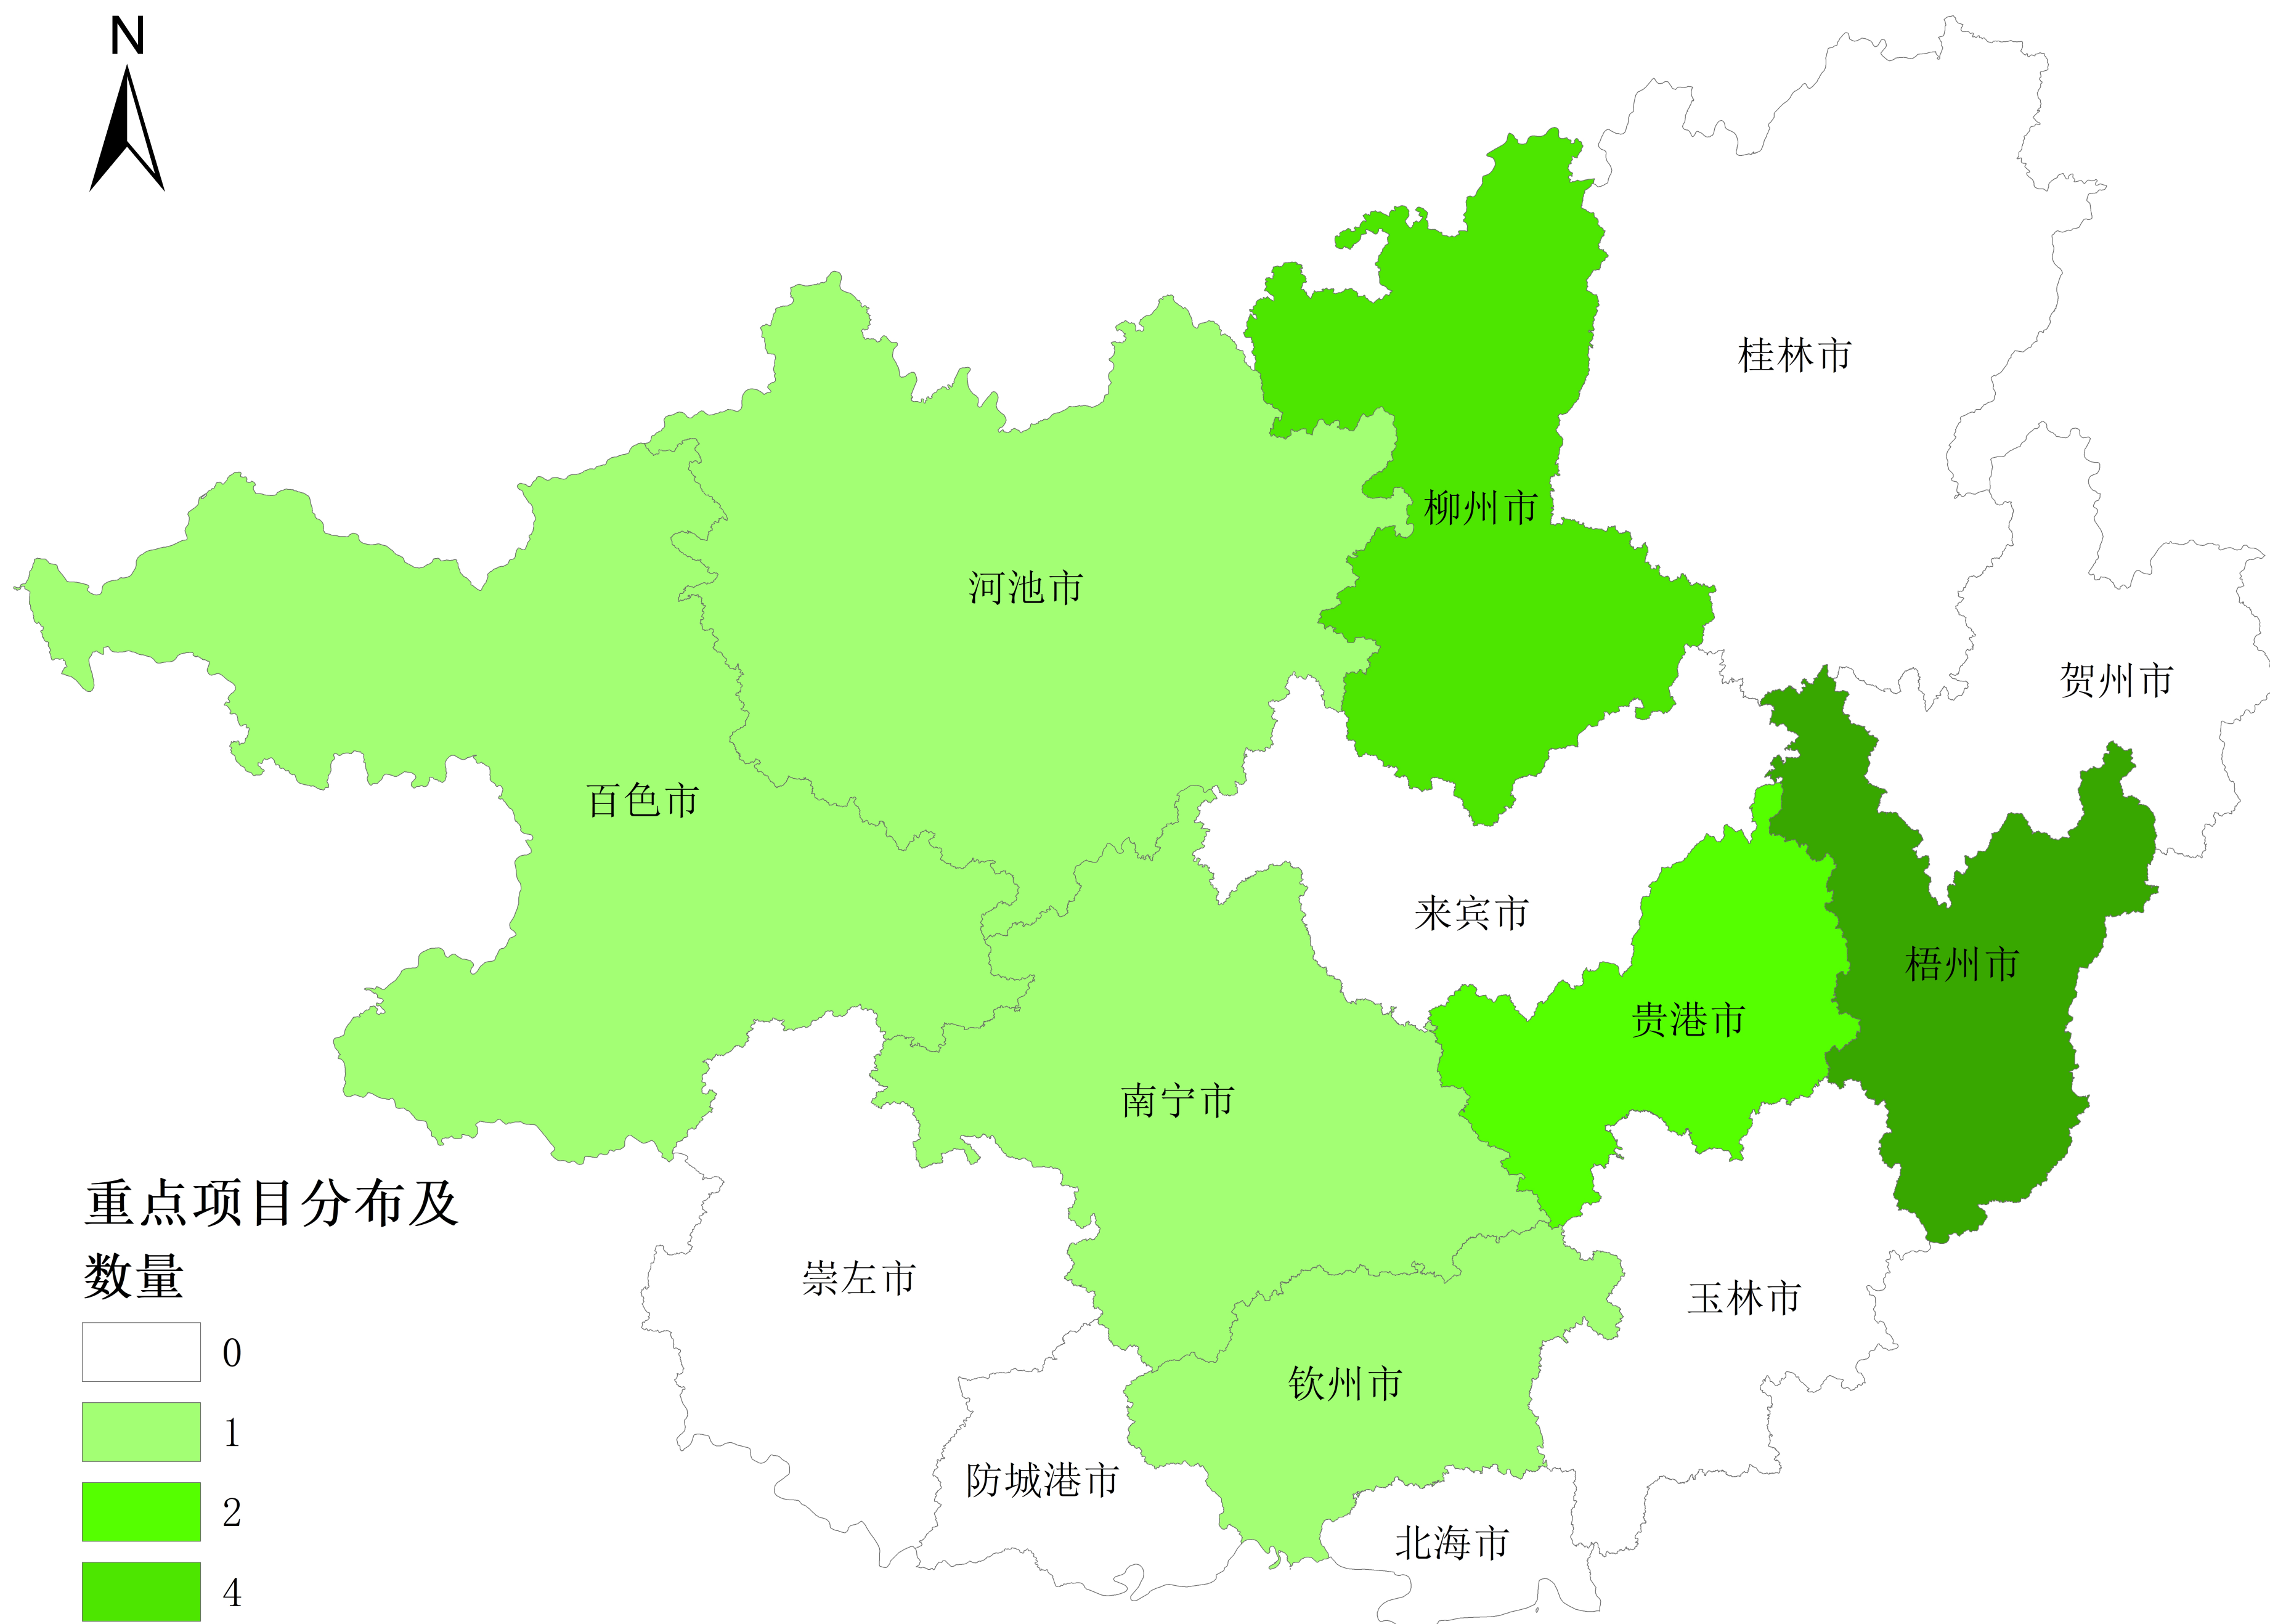 N
桂林市
柳州市
河池市
贺州市
百色市
来宾市
梧州市
贵港市
南宁市
崇左市
玉林市
钦州市
防城港市
北海市
重点项目分布及
数量
0
1
2
4